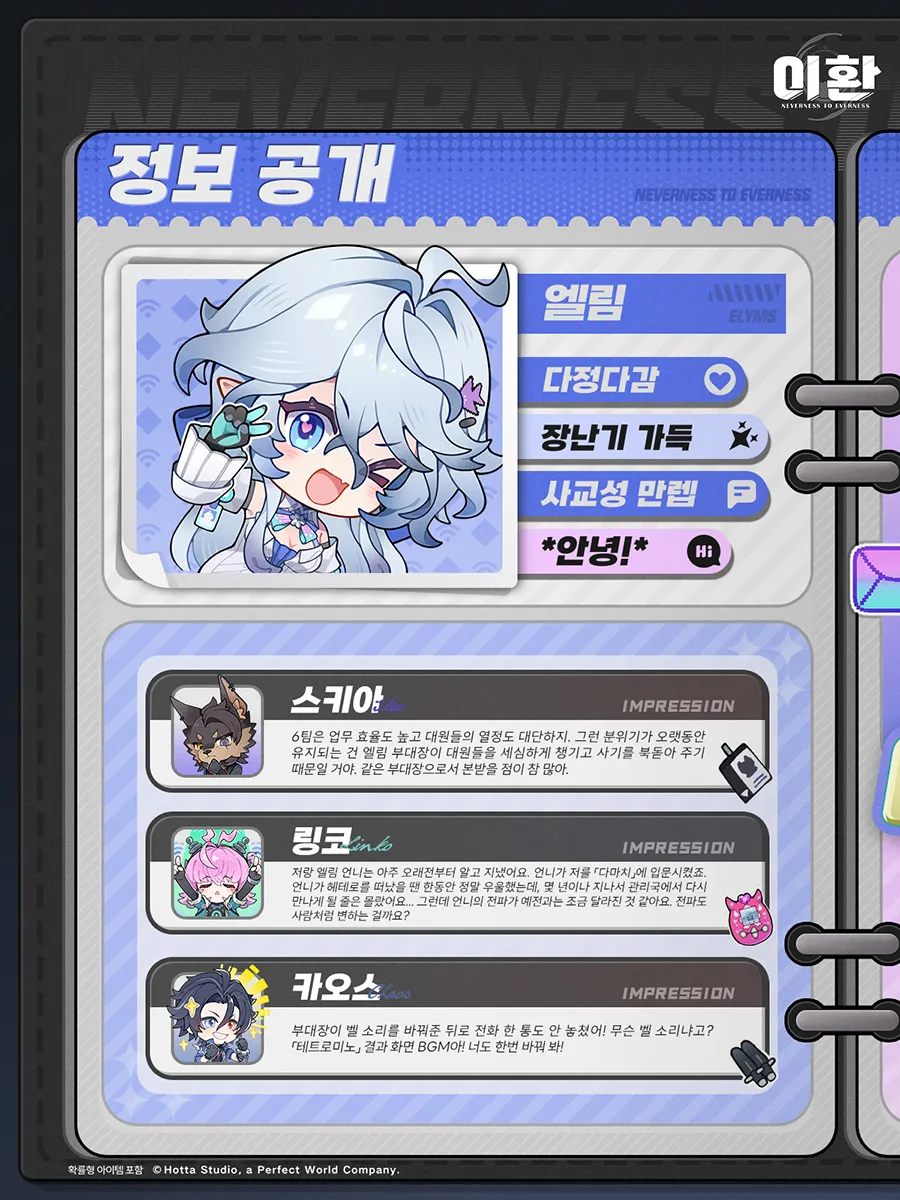 NEVERNESS T
이환
NEVERNESS TO EVERNESS
정보 공개
NEVERNESS TO EVERNESS
엘림
ELYMS
다정다감
장난기 가득
사교성 만렙
*안녕!*
Hi
스키아
IMPRESSION
6팀은 업무 효율도 높고 대원들의 열정도 대단하지. 그런 분위기가 오랫동안
유지되는 건 엘림 부대장이 대원들을 세심하게 챙기고 사기를 북돋아 주기
때문일 거야. 같은 부대장으로서 본받을 점이 참 많아.
링코 Linko
IMPRESSION
저랑 엘림 언니는 아주 오래전부터 알고 지냈어요. 언니가 저를 「다마치」에 입문시켰죠.
언니가 헤테로를 떠났을 땐 한동안 정말 우울했는데, 몇 년이나 지나서 관리국에서 다시
만나게 될 줄은 몰랐어요... 그런데 언니의 전파가 예전과는 조금 달라진 것 같아요. 전파도
사람처럼 변하는 걸까요?
카오스 Chaos
IMPRESSION
부대장이 벨 소리를 바꿔준 뒤로 전화 한 통도 안 놓쳤어! 무슨 벨 소리냐고?
「테트로미노」 결과 화면 BGM아! 너도 한번 바꿔 봐!
확률형 아이템 포함 ©Hotta Studio, a Perfect World Company.